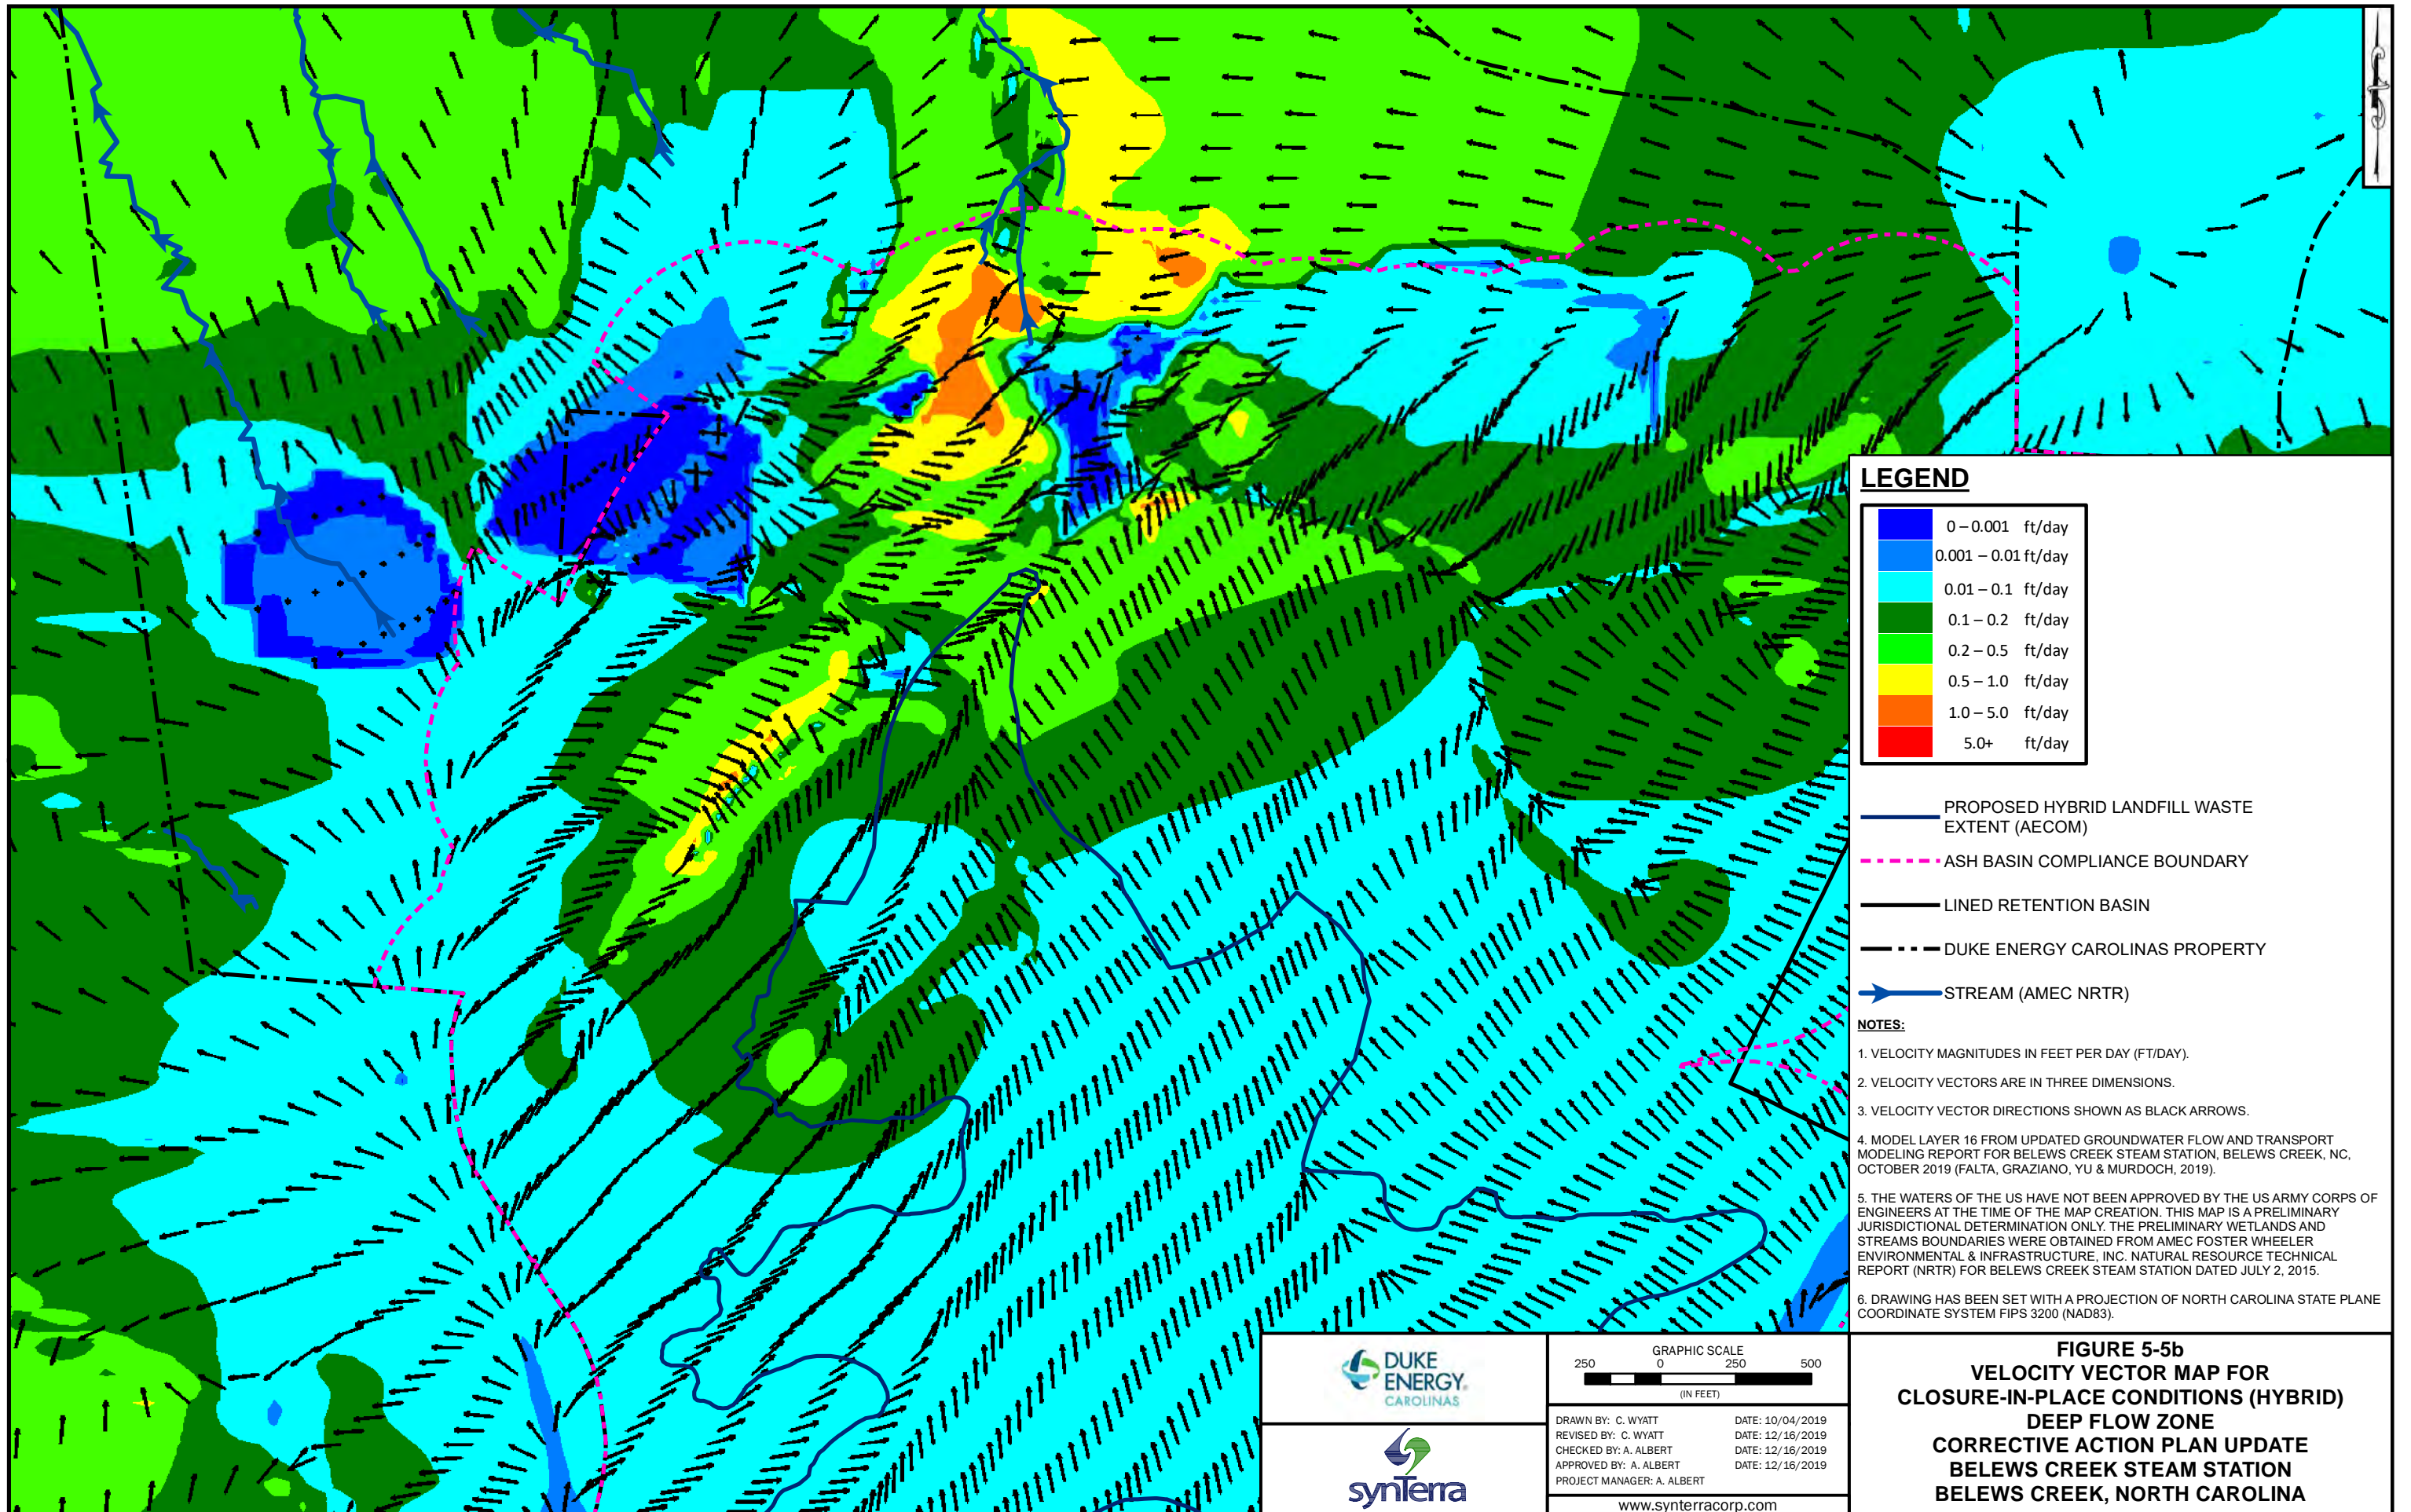 LEGEND
0 – 0.001 ft/day
0.001 – 0.01 ft/day
0.01 – 0.1 ft/day
0.1 – 0.2 ft/day
0.2 – 0.5 ft/day
0.5 – 1.0 ft/day
1.0 – 5.0 ft/day
5.0+ ft/day
PROPOSED HYBRID LANDFILL WASTE
EXTENT (AECOM)
ASH BASIN COMPLIANCE BOUNDARY
LINED RETENTION BASIN
DUKE ENERGY CAROLINAS PROPERTY
STREAM (AMEC NRTR)
NOTES:
1. VELOCITY MAGNITUDES IN FEET PER DAY (FT/DAY).
2. VELOCITY VECTORS ARE IN THREE DIMENSIONS.
3. VELOCITY VECTOR DIRECTIONS SHOWN AS BLACK ARROWS.
4. MODEL LAYER 16 FROM UPDATED GROUNDWATER FLOW AND TRANSPORT
MODELING REPORT FOR BELEWS CREEK STEAM STATION, BELEWS CREEK, NC,
OCTOBER 2019 (FALTA, GRAZIANO, YU & MURDOCH, 2019).
5. THE WATERS OF THE US HAVE NOT BEEN APPROVED BY THE US ARMY CORPS OF
ENGINEERS AT THE TIME OF THE MAP CREATION. THIS MAP IS A PRELIMINARY
JURISDICTIONAL DETERMINATION ONLY. THE PRELIMINARY WETLANDS AND
STREAMS BOUNDARIES WERE OBTAINED FROM AMEC FOSTER WHEELER
ENVIRONMENTAL & INFRASTRUCTURE, INC. NATURAL RESOURCE TECHNICAL
REPORT (NRTR) FOR BELEWS CREEK STEAM STATION DATED JULY 2, 2015.
6. DRAWING HAS BEEN SET WITH A PROJECTION OF NORTH CAROLINA STATE PLANE
COORDINATE SYSTEM FIPS 3200 (NAD83).
DUKE
ENERGY®
CAROLINAS
synTerra
GRAPHIC SCALE
250 0 250 500
(IN FEET)
DRAWN BY: C. WYATT DATE: 10/04/2019
REVISED BY: C. WYATT DATE: 12/16/2019
CHECKED BY: A. ALBERT DATE: 12/16/2019
APPROVED BY: A. ALBERT DATE: 12/16/2019
PROJECT MANAGER: A. ALBERT
www.synterracorp.com
FIGURE 5-5b
VELOCITY VECTOR MAP FOR
CLOSURE-IN-PLACE CONDITIONS (HYBRID)
DEEP FLOW ZONE
CORRECTIVE ACTION PLAN UPDATE
BELEWS CREEK STEAM STATION
BELEWS CREEK, NORTH CAROLINA